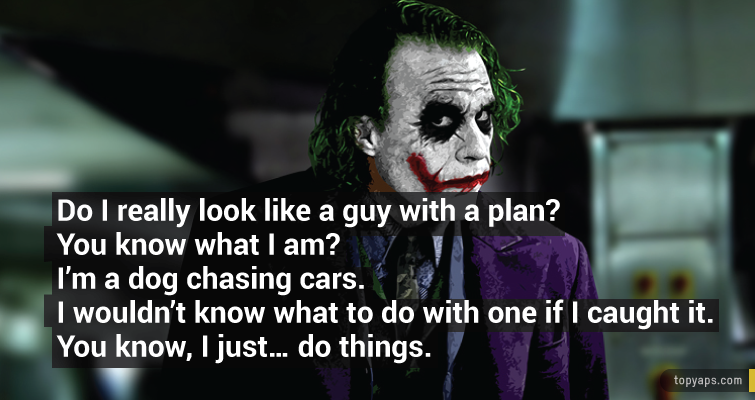 Do I really look like a guy with a plan?
You know what I am?
I’m a dog chasing cars.
I wouldn’t know what to do with one if I caught it.
You know, I just... do things.
topyaps.com